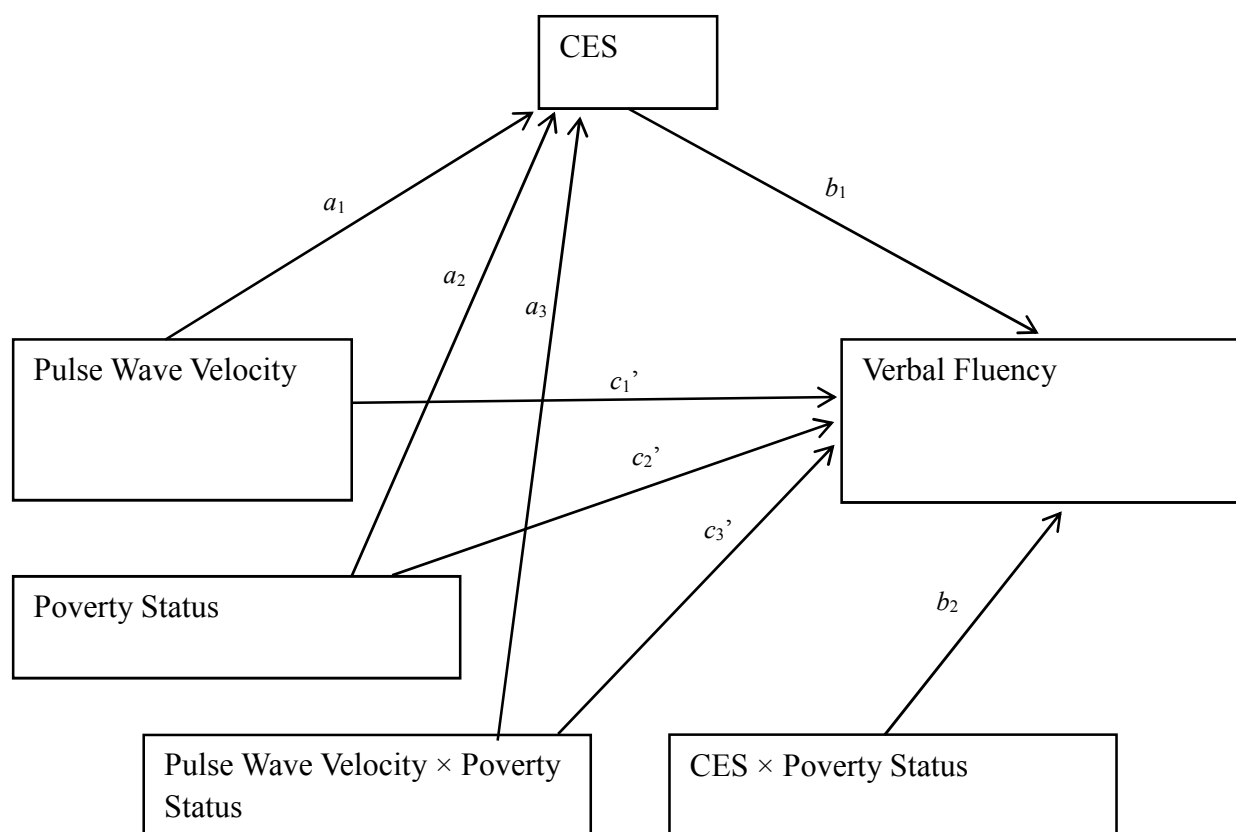 CES
a₁
b₁
a₂
a₃
Pulse Wave Velocity
Verbal Fluency
c₁’
c₂’
c₃’
Poverty Status
b₂
Pulse Wave Velocity × Poverty
Status
CES × Poverty Status